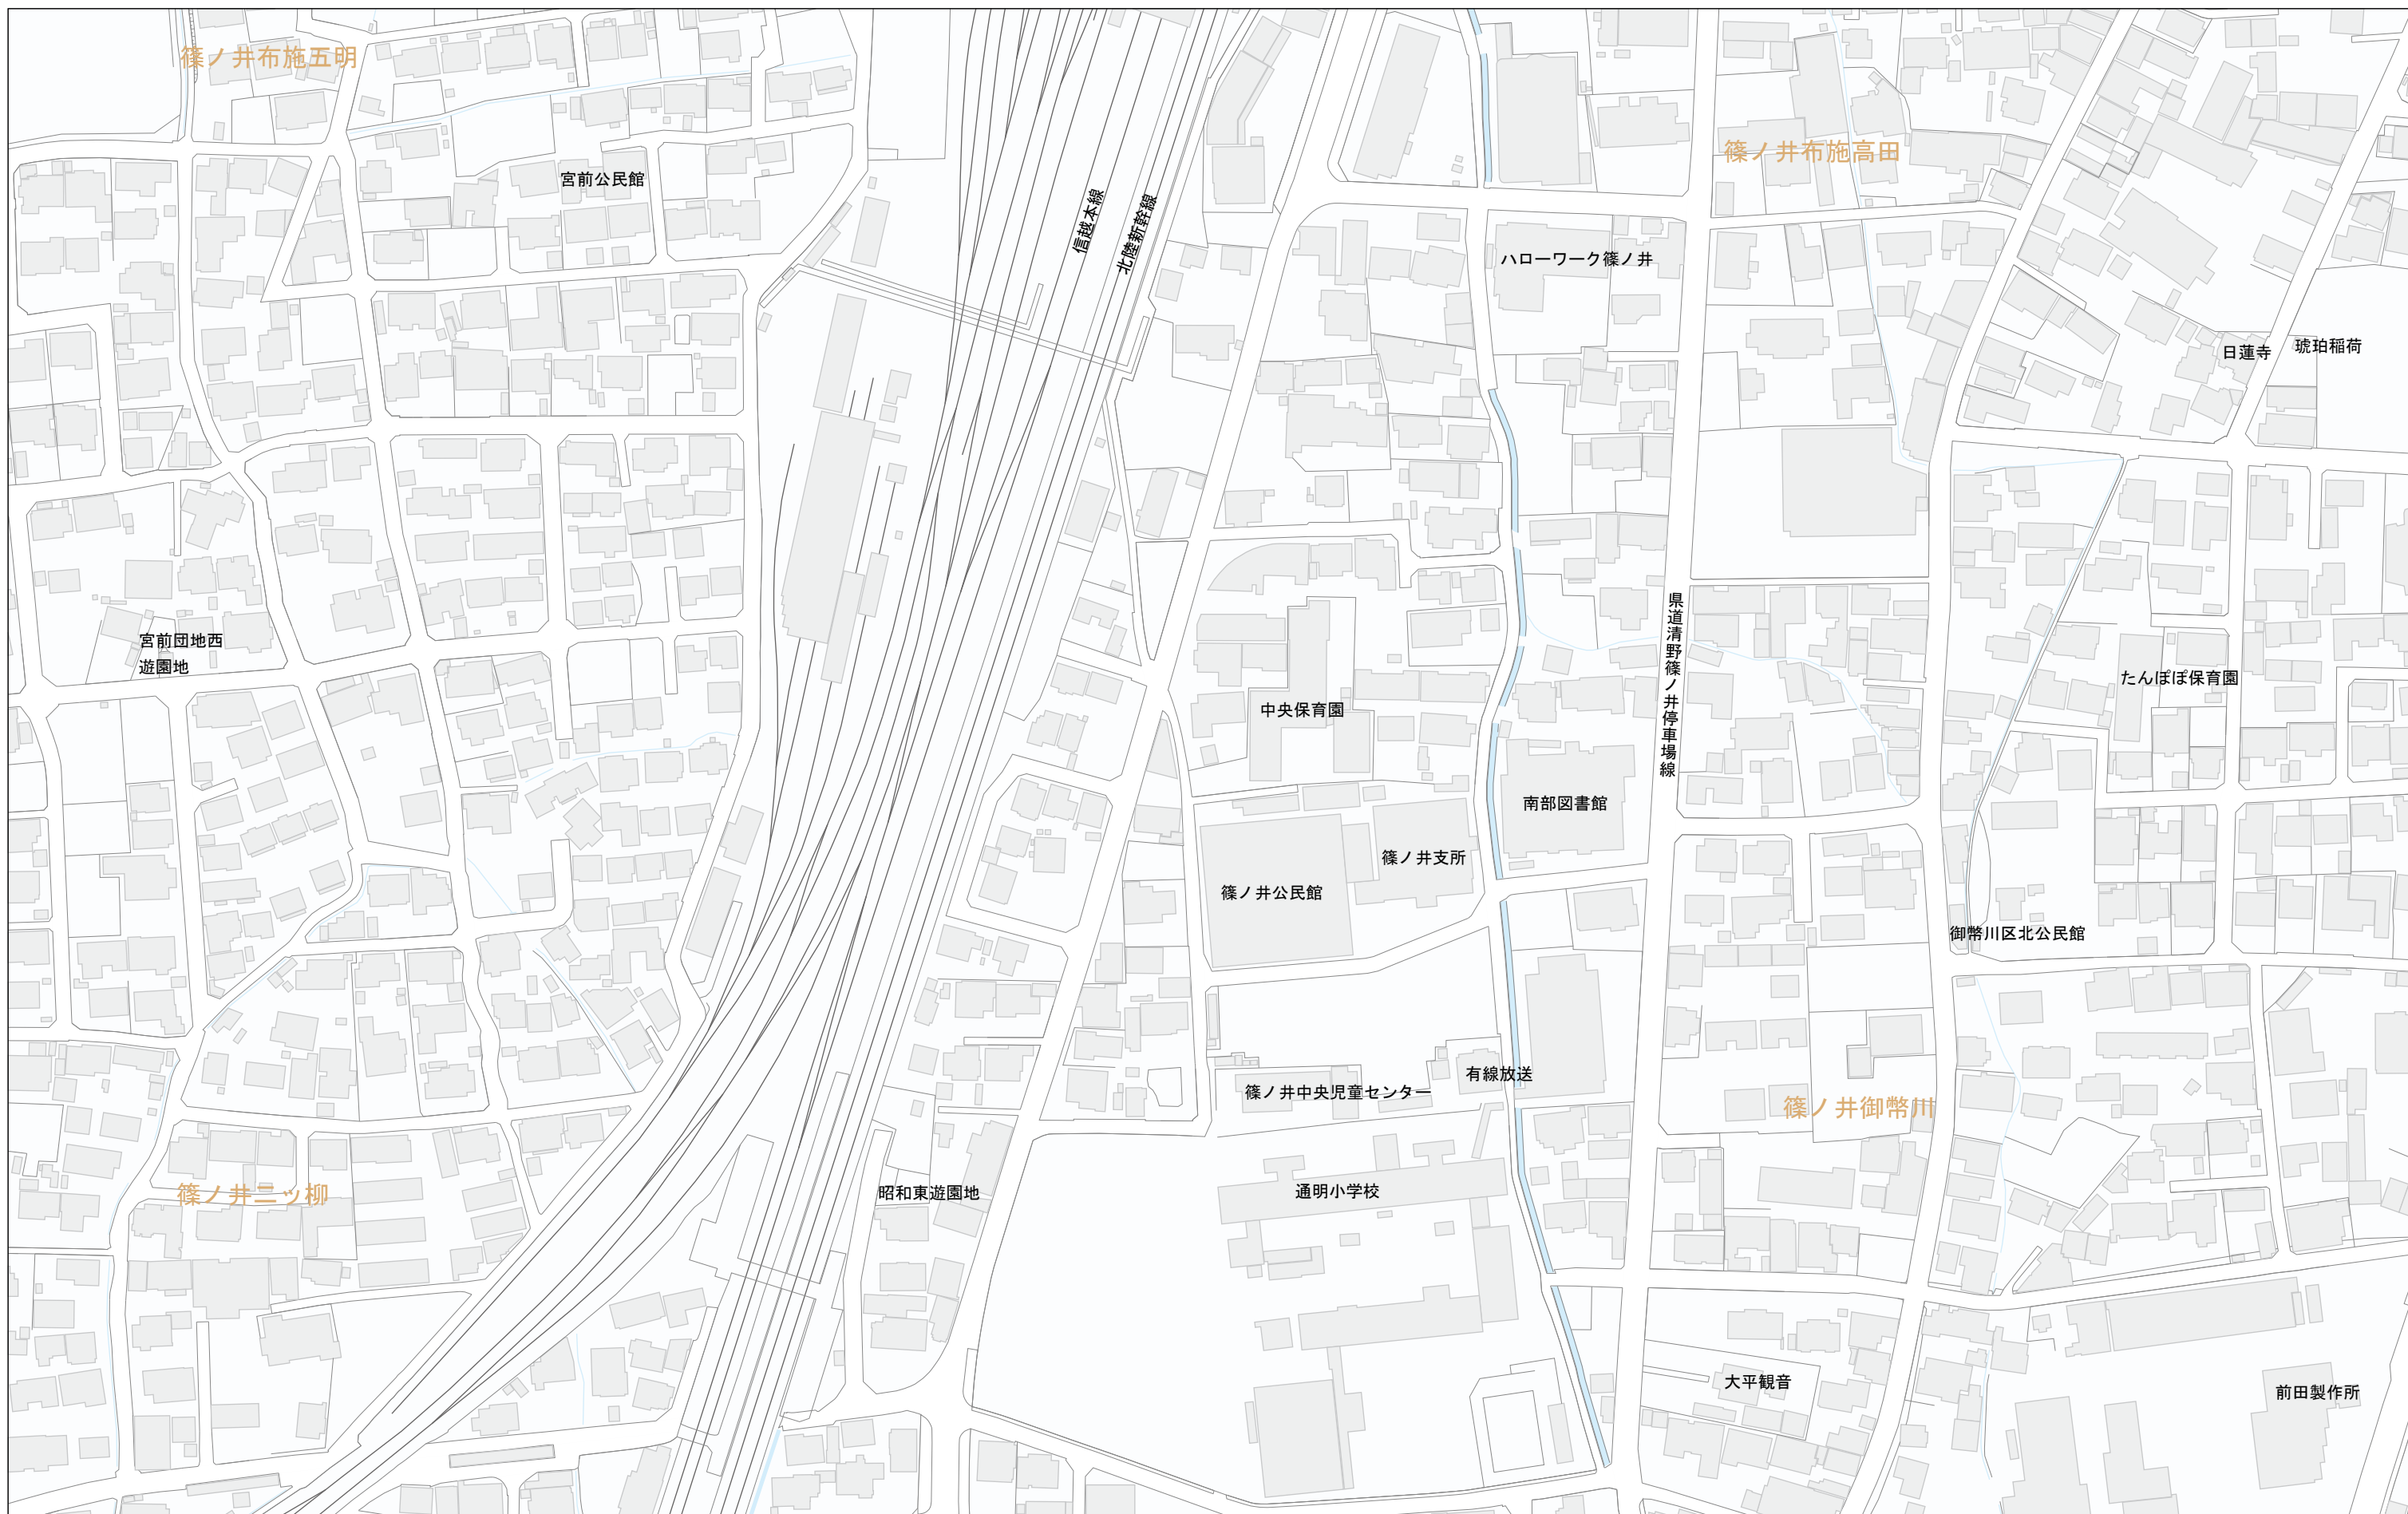 篠ノ井布施五明
篠ノ井布施高田
宮前公民館
信越本線
北陸新幹線
ハローワーク篠ノ井
日蓮寺
琥珀稲荷
県道清野篠ノ井停車場線
宮前団地西
遊園地
たんぽぽ保育園
中央保育園
南部図書館
篠ノ井支所
篠ノ井公民館
御幣川区北公民館
有線放送
篠ノ井中央児童センター
篠ノ井御幣川
篠ノ井二ッ柳
昭和東遊園地
通明小学校
大平観音
前田製作所